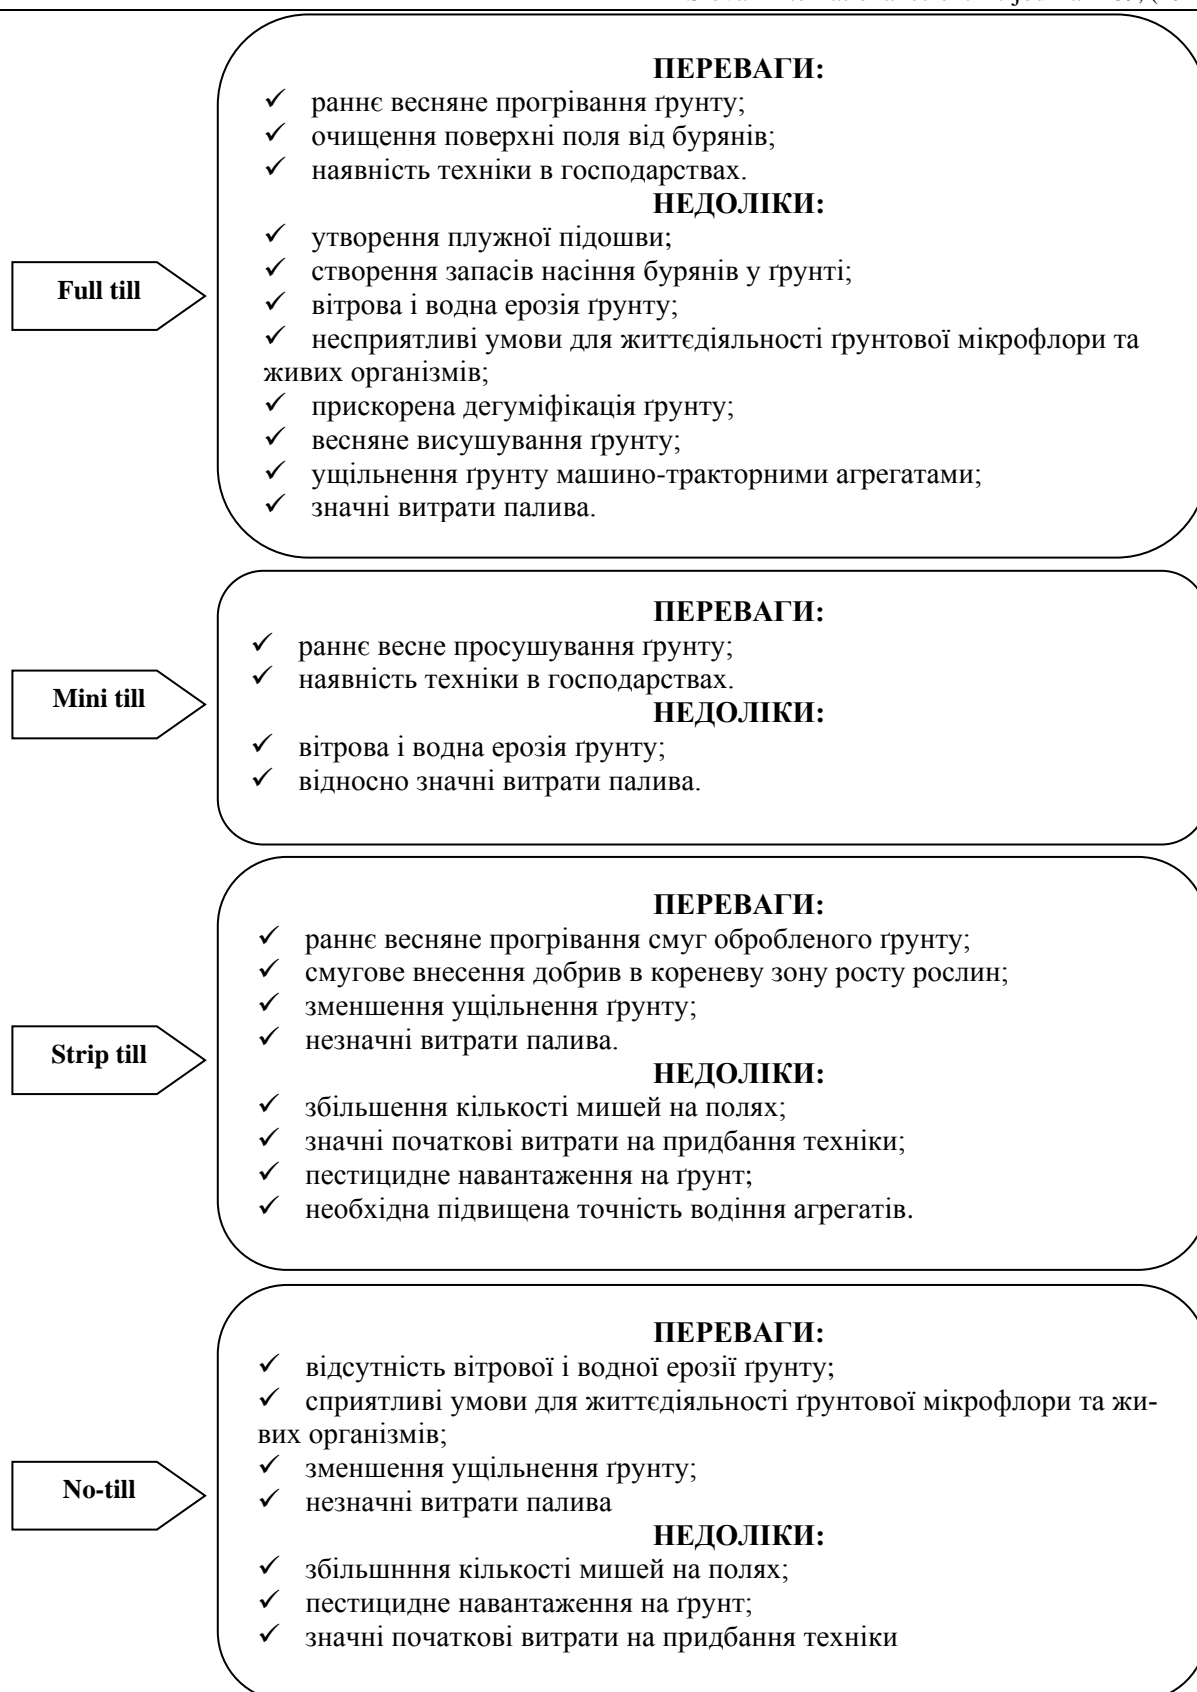 ПЕРЕВАГИ:
✓ раннє весняне прогрівання ґрунту;
✓ очищення поверхні поля від бурянів;
✓ наявність техніки в господарствах.
НЕДОЛІКИ:
✓ утворення плужної підошви;
✓ створення запасів насіння бурянів у ґрунті;
Full till
✓ вітрова і водна ерозія ґрунту;
✓ несприятливі умови для життєдіяльності ґрунтової мікрофлори та
живих організмів;
✓ прискорена дегуміфікація ґрунту;
✓ весняне висушування ґрунту;
✓ ущільнення ґрунту машино-тракторними агрегатами;
✓ значні витрати палива.
ПЕРЕВАГИ:
✓ раннє весне просушування ґрунту;
✓ наявність техніки в господарствах.
Mini till
НЕДОЛІКИ:
✓ вітрова і водна ерозія ґрунту;
✓ відносно значні витрати палива.
ПЕРЕВАГИ:
✓ раннє весняне прогрівання смуг обробленого ґрунту;
✓ смугове внесення добрив в кореневу зону росту рослин;
✓ зменшення ущільнення ґрунту;
✓ незначні витрати палива.
Strip till
НЕДОЛІКИ:
✓ збільшення кількості мишей на полях;
✓ значні початкові витрати на придбання техніки;
✓ пестицидне навантаження на ґрунт;
✓ необхідна підвищена точність водіння агрегатів.
ПЕРЕВАГИ:
✓ відсутність вітрової і водної ерозії ґрунту;
✓ сприятливі умови для життєдіяльності ґрунтової мікрофлори та жи-
вих організмів;
✓ зменшення ущільнення ґрунту;
No-till
✓ незначні витрати палива
НЕДОЛІКИ:
✓ збільшнння кількості мишей на полях;
✓ пестицидне навантаження на ґрунт;
✓ значні початкові витрати на придбання техніки